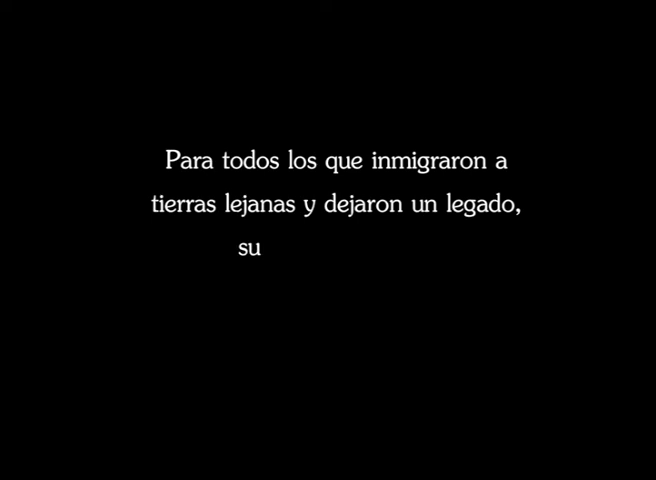 Para todos los que inmigraron a
tierras lejanas y dejaron un legado,
su